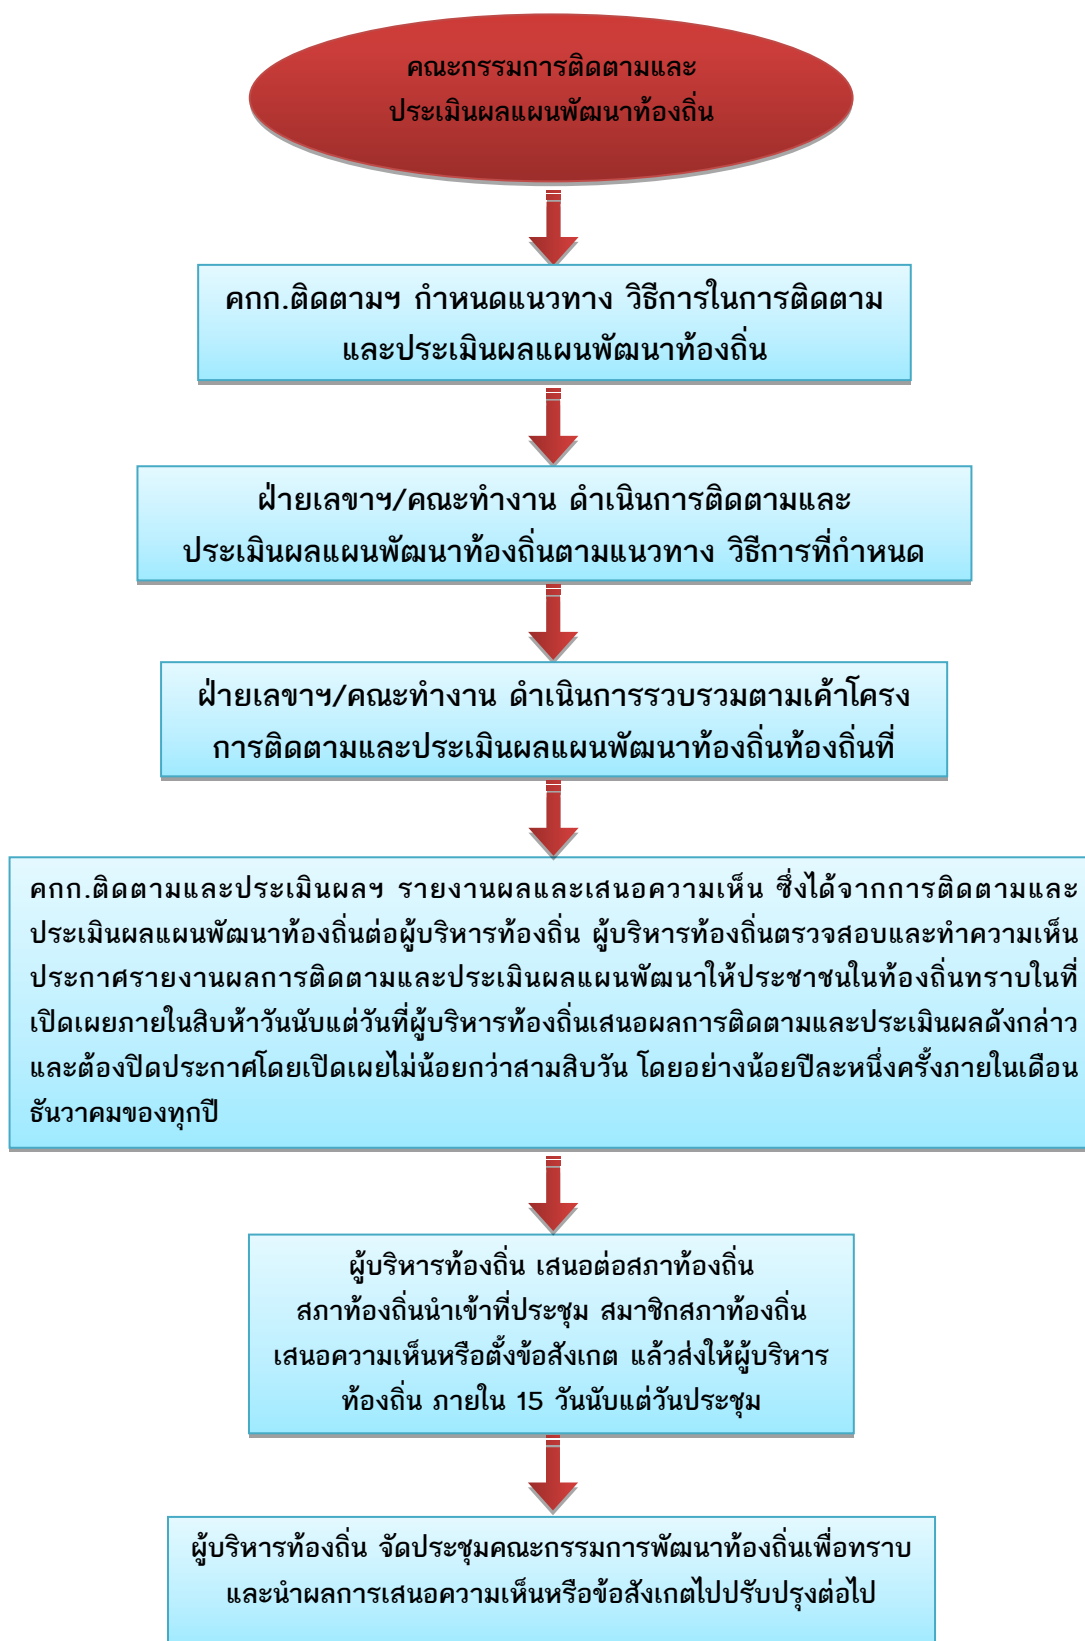 คณะกรรมการติดตามและ
ประเมินผลแผนพัฒนาท้องถิ่น
คกก.ติดตามฯ กำหนดแนวทาง วิธีการในการติดตาม
และประเมินผลแผนพัฒนาท้องถิ่น
ฝ่ายเลขาฯ/คณะทำงาน ดำเนินการติดตามและ
ประเมินผลแผนพัฒนาท้องถิ่นตามแนวทาง วิธีการที่กำหนด
ฝ่ายเลขาฯ/คณะทำงาน ดำเนินการรวบรวมตามเค้าโครง
การติดตามและประเมินผลแผนพัฒนาท้องถิ่นท้องถิ่นที่
คกก.ติดตามและประเมินผลฯ รายงานผลและเสนอความเห็น ซึ่งได้จากการติดตามและ
ประเมินผลแผนพัฒนาท้องถิ่นต่อผู้บริหารท้องถิ่น ผู้บริหารท้องถิ่นตรวจสอบและทำความเห็น
ประกาศรายงานผลการติดตามและประเมินผลแผนพัฒนาให้ประชาชนในท้องถิ่นทราบในที่
เปิดเผยภายในสิบห้าวันนับแต่วันที่ผู้บริหารท้องถิ่นเสนอผลการติดตามและประเมินผลดังกล่าว
และต้องปิดประกาศโดยเปิดเผยไม่น้อยกว่าสามสิบวัน โดยอย่างน้อยปีละหนึ่งครั้งภายในเดือน
ธันวาคมของทุกปี
ผู้บริหารท้องถิ่น เสนอต่อสภาท้องถิ่น
สภาท้องถิ่นนำเข้าที่ประชุม สมาชิกสภาท้องถิ่น
เสนอความเห็นหรือตั้งข้อสังเกต แล้วส่งให้ผู้บริหาร
ท้องถิ่น ภายใน 15 วันนับแต่วันประชุม
ผู้บริหารท้องถิ่น จัดประชุมคณะกรรมการพัฒนาท้องถิ่นเพื่อทราบ
และนำผลการเสนอความเห็นหรือข้อสังเกตไปปรับปรุงต่อไป